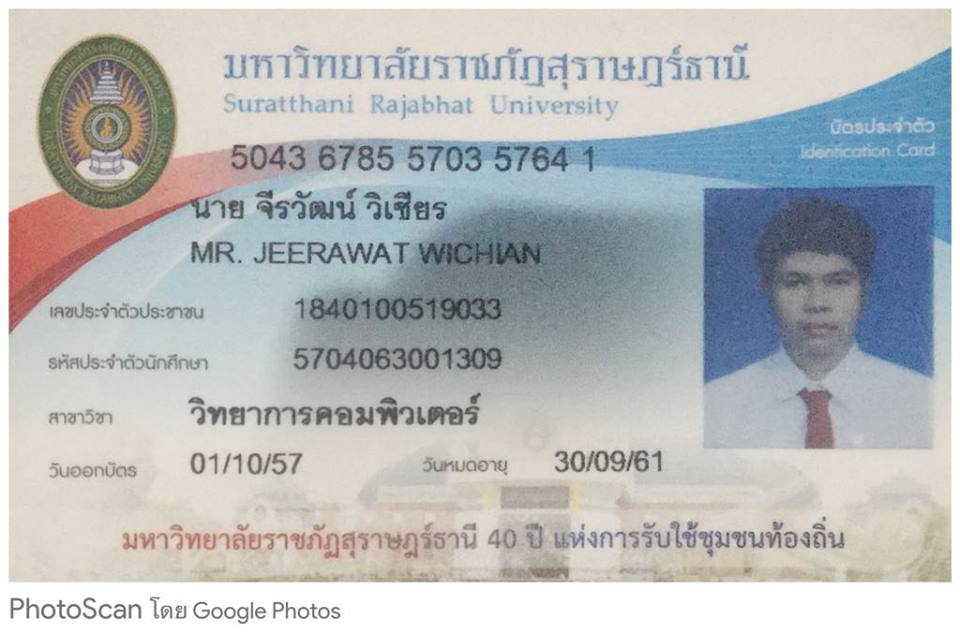 มหาวิทยาลัยราชภัฏสุราษฎร์ธานี
Suratthani Rajabhat University
บัตรประจำตัว
Identification Card
5043 6785 5703 5764 1
นาย จีรวัฒน์ วิเชียร
MR. JEERAWAT WICHIAN
เลขประจำตัวประชาชน 1840100519033
รหัสประจำตัวนักศึกษา 5704063001309
สาขาวิชา วิทยาการคอมพิวเตอร์
วันออกบัตร 01/10/57 วันหมดอายุ 30/09/61
มหาวิทยาลัยราชภัฏสุราษฎร์ธานี 40 ปี แห่งการรับใช้ชุมชนท้องถิ่น
PhotoScan โดย Google Photos